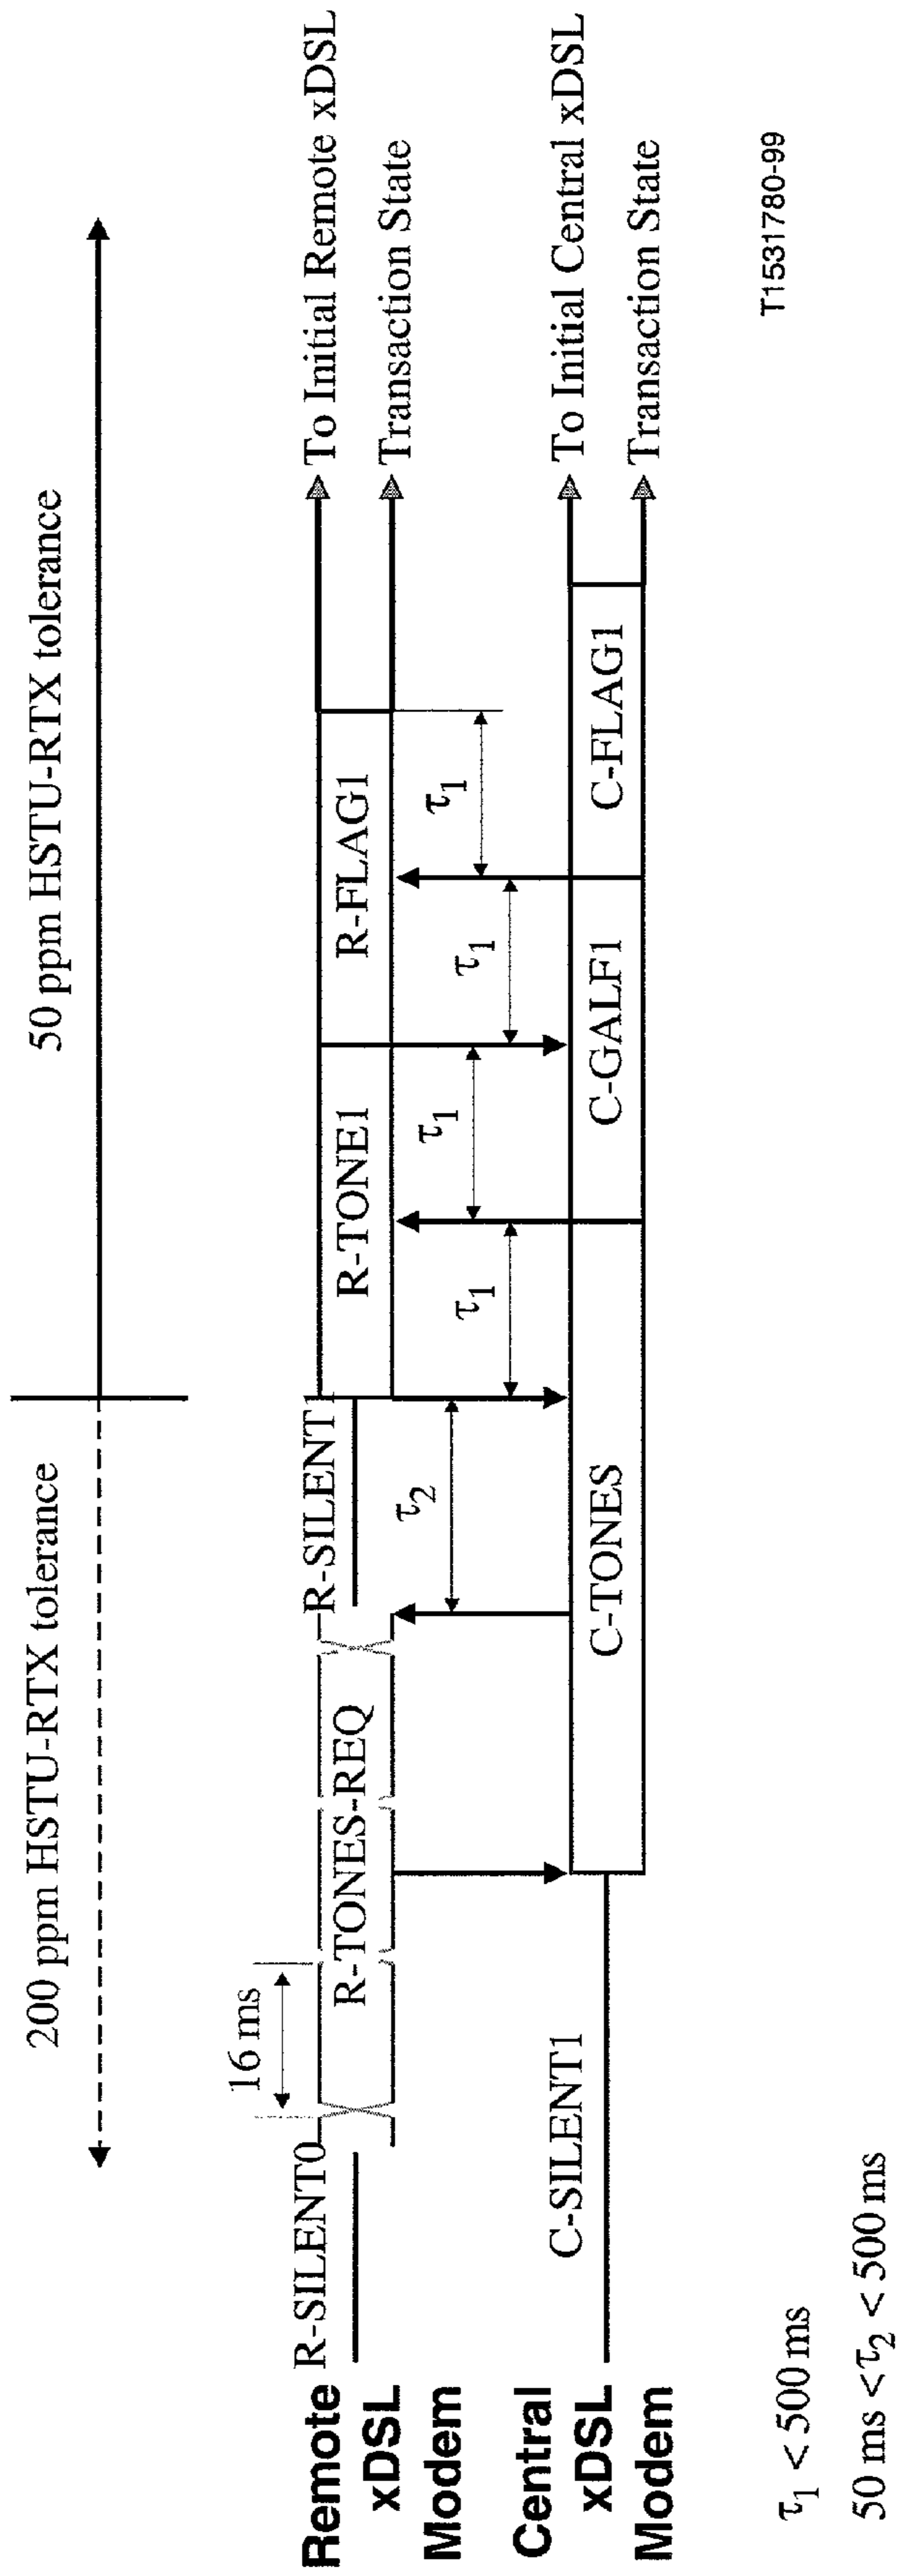 200 ppm HSTU-RTX tolerance
50 ppm HSTU-RTX tolerance
16 ms
Remote
xDSL
Modem
R-SILENT0
R-TONES-REQ
R-SILENT1
R-TONE1
R-FLAG1
To Initial Remote xDSL
Transaction State
τ2
τ1
τ1
τ1
τ1
Central
xDSL
Modem
C-SILENT1
C-TONES
C-GALF1
C-FLAG1
To Initial Central xDSL
Transaction State
τ1 < 500 ms
50 ms < τ2 < 500 ms
T1531780-99